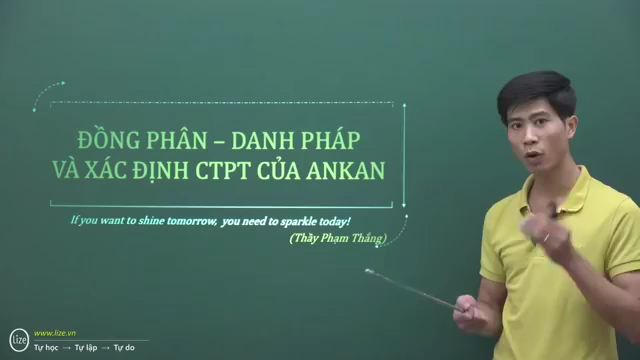 ĐỒNG PHÂN – DANH PHÁP
VÀ XÁC ĐỊNH CTPT CỦA ANKAN
If you want to shine tomorrow, you need to sparkle today!
(Thầy Phạm Thắng)
Lize
www.lize.vn
Tự học → Tự lập → Tự do